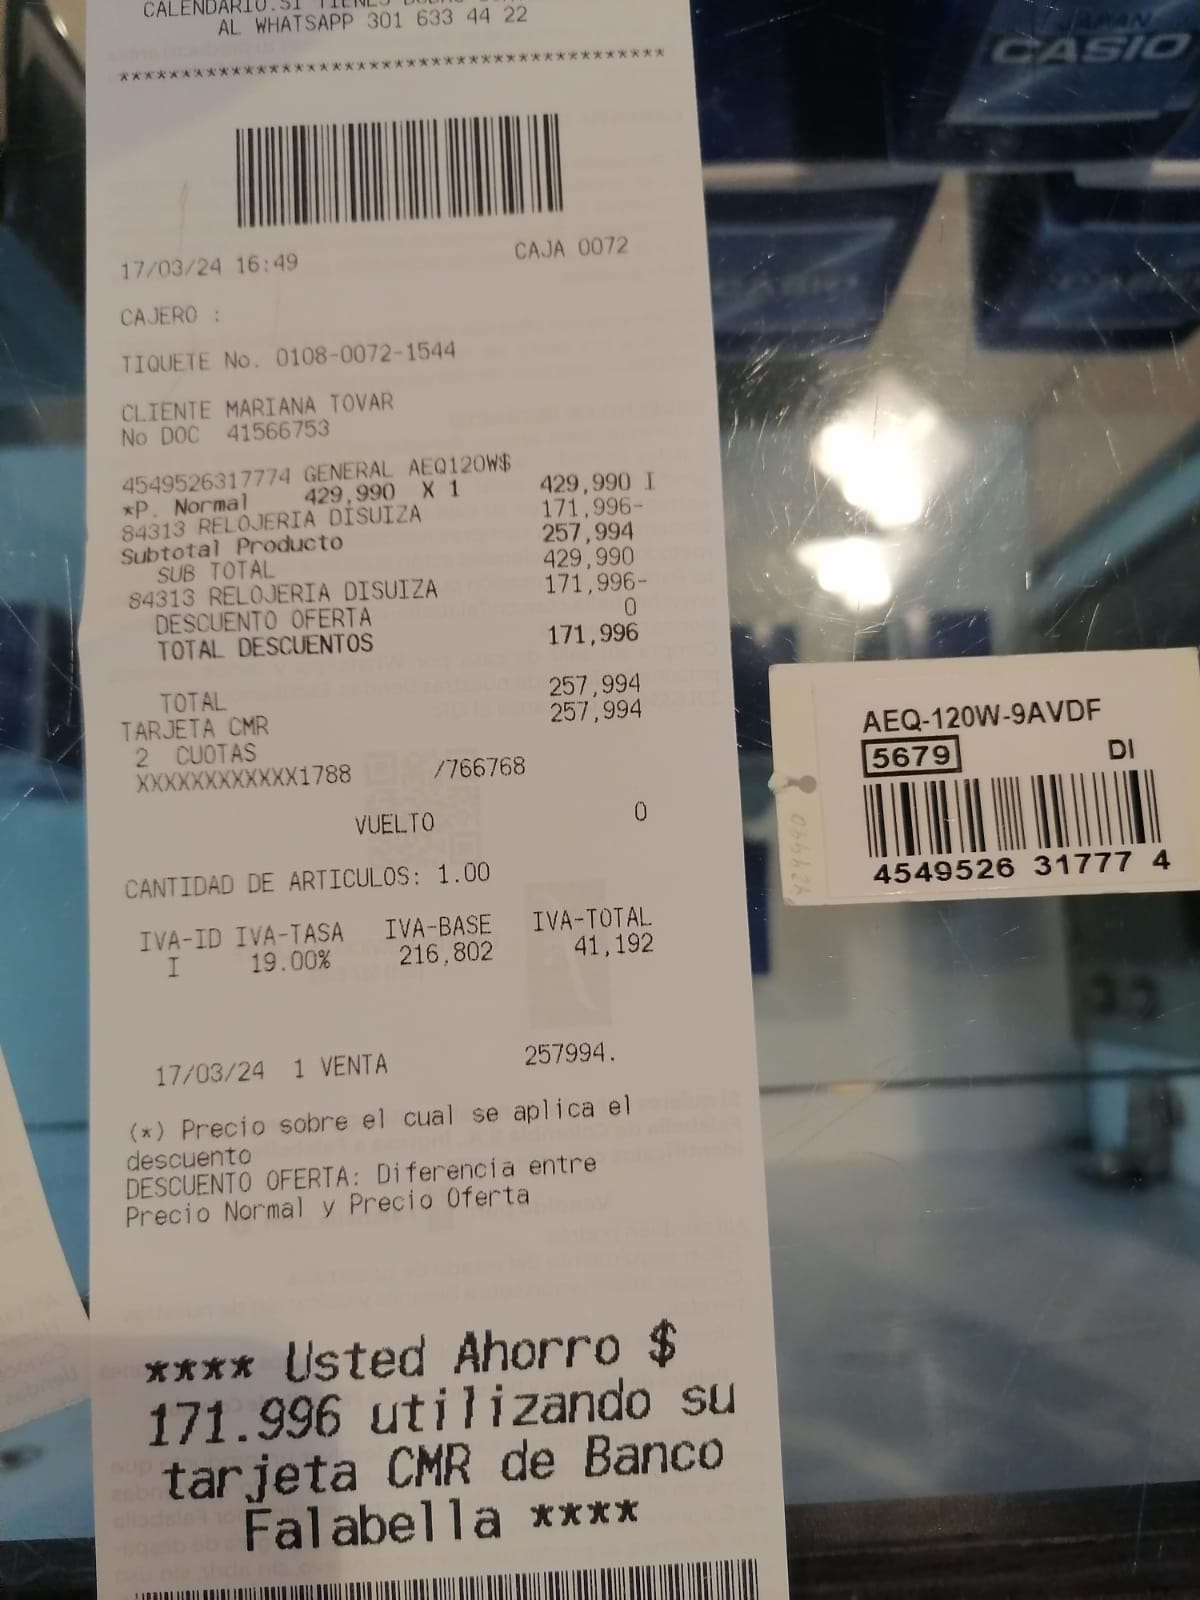 AL WHATSAPP 301 633 44 22
********************************************
17/03/24 16:49 CAJA 0072
CAJERO :
TIQUETE No. 0108-0072-1544
CLIENTE MARIANA TOVAR
No DOC 41566753
4549526317774 GENERAL AEQ120W$
*P. Normal 429,990 X 1 429,990 I
84313 RELOJERIA DISUIZA 171,996-
Subtotal Producto 257,994
SUB TOTAL 429,990
84313 RELOJERIA DISUIZA 171,996-
DESCUENTO OFERTA 0
TOTAL DESCUENTOS 171,996
TOTAL 257,994
TARJETA CMR 257,994
2 CUOTAS
XXXXXXXXXXXX1788 /766768
VUELTO 0
CANTIDAD DE ARTICULOS: 1.00
IVA-ID IVA-TASA IVA-BASE IVA-TOTAL
I 19.00% 216,802 41,192
17/03/24 1 VENTA 257994.
(*) Precio sobre el cual se aplica el
descuento
DESCUENTO OFERTA: Diferencia entre
Precio Normal y Precio Oferta
**** Usted Ahorro $
171.996 utilizando su
tarjeta CMR de Banco
Falabella ****
JAPAN
CASIO
CASIO
AEQ-120W-9AVDF
5679 DI
4549526 31777 4